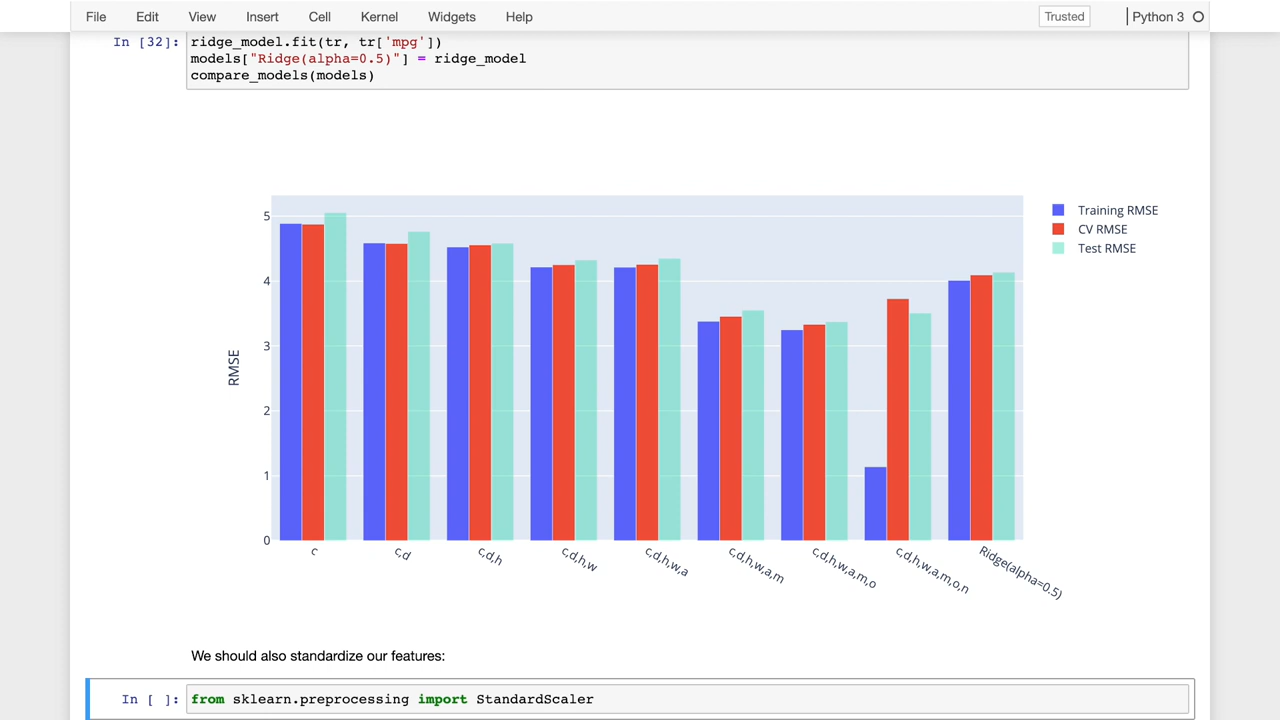 File Edit View Insert Cell Kernel Widgets Help Trusted Python 3
In [32]: ridge_model.fit(tr, tr['mpg'])
models["Ridge(alpha=0.5)"] = ridge_model
compare_models(models)
Training RMSE
CV RMSE
Test RMSE
5
4
3
2
1
0
RMSE
c
c,d
c,d,h
c,d,h,w
c,d,h,w,a
c,d,h,w,a,m
c,d,h,w,a,m,o
c,d,h,w,a,m,o,n
Ridge(alpha=0.5)
We should also standardize our features:
In [ ]: from sklearn.preprocessing import StandardScaler